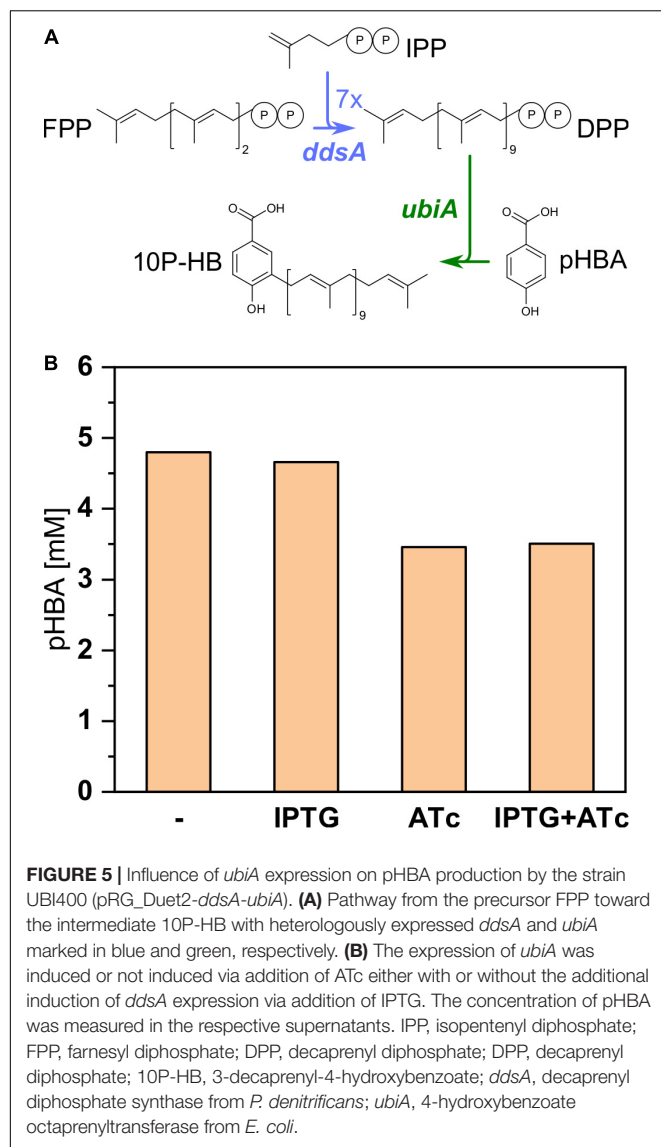 A
P P IPP
7x
FPP
2
P P
ddsA
9
P P DPP
ubiA
O OH
10P-HB
OH
9
O OH
pHBA
OH
B
6
5
4
3
2
1
0
pHBA [mM]
- IPTG ATc IPTG+ATc
FIGURE 5 | Influence of ubiA expression on pHBA production by the strain
UBI400 (pRG_Duet2-ddsA-ubiA). (A) Pathway from the precursor FPP toward
the intermediate 10P-HB with heterologously expressed ddsA and ubiA
marked in blue and green, respectively. (B) The expression of ubiA was
induced or not induced via addition of ATc either with or without the additional
induction of ddsA expression via addition of IPTG. The concentration of pHBA
was measured in the respective supernatants. IPP, isopentenyl diphosphate;
FPP, farnesyl diphosphate; DPP, decaprenyl diphosphate; DPP, decaprenyl
diphosphate; 10P-HB, 3-decaprenyl-4-hydroxybenzoate; ddsA, decaprenyl
diphosphate synthase from P. denitrificans; ubiA, 4-hydroxybenzoate
octaprenyltransferase from E. coli.